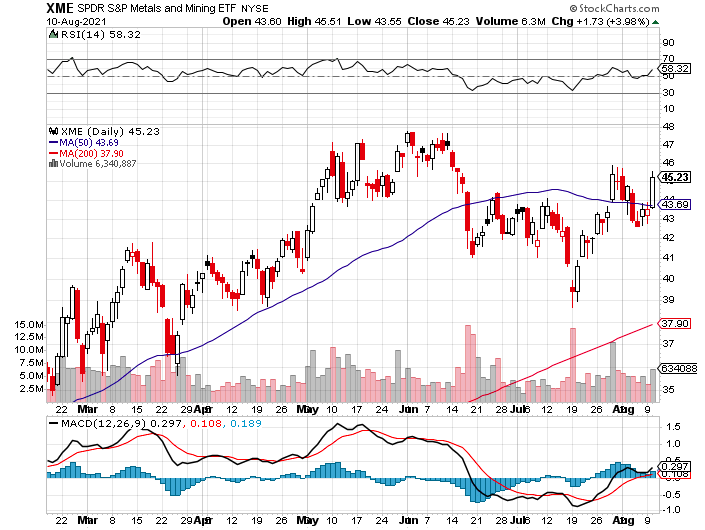 XME SPDR S&P Metals and Mining ETF NYSE © StockCharts.com
10-Aug-2021 Open 43.60 High 45.51 Low 43.55 Close 45.23 Volume 6.3M Chg +1.73 (+3.98%)
RSI(14) 58.32
90
70
58.32
50
30
10
XME (Daily) 45.23
MA(50) 43.69
MA(200) 37.90
Volume 6,340,887
48
47
46
45.23
44
43.69
43
42
41
40
39
37.90
37
35
15.0M
12.5M
10.0M
7.5M
5.0M
2.5M
634088
22 Mar 8 15 22 29 Apr 12 19 26 May 10 17 24 Jun 7 14 21 28 Jul 6 12 19 26 Aug 9
MACD(12,26,9) 0.297, 0.108, 0.189
1.5
1.0
0.5
0.297
0.108
-0.5
-1.0
22 Mar 8 15 22 29 Apr 12 19 26 May 10 17 24 Jun 7 14 21 28 Jul 6 12 19 26 Aug 9